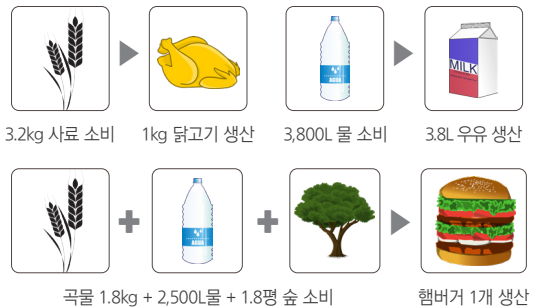 3.2kg 사료 소비
1kg 닭고기 생산
3,800L 물 소비
3.8L 우유 생산
AGUA
MILK
곡물 1.8kg + 2,500L물 + 1.8평 숲 소비
햄버거 1개 생산
AGUA